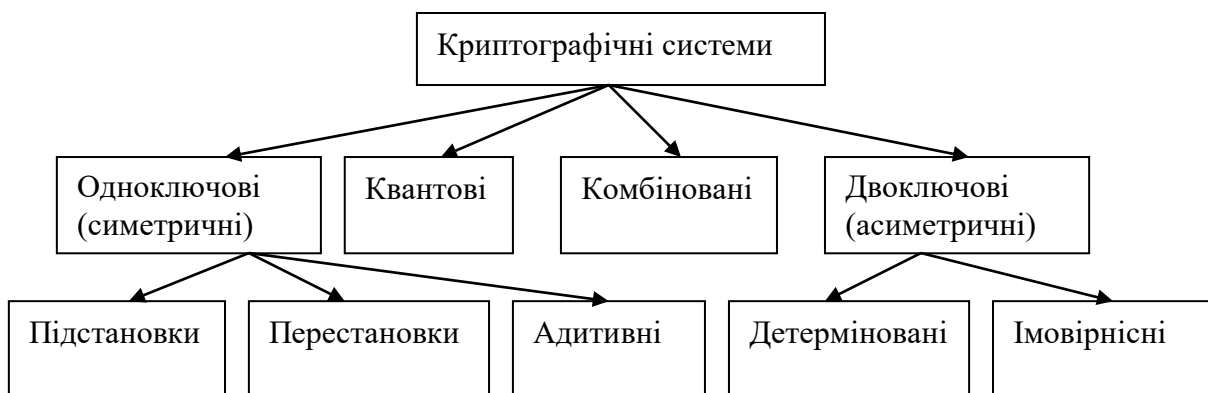 Криптографічні системи
Одноключові
(симетричні)
Квантові
Комбіновані
Двоключові
(асиметричні)
Підстановки
Перестановки
Адитивні
Детерміновані
Імовірнісні